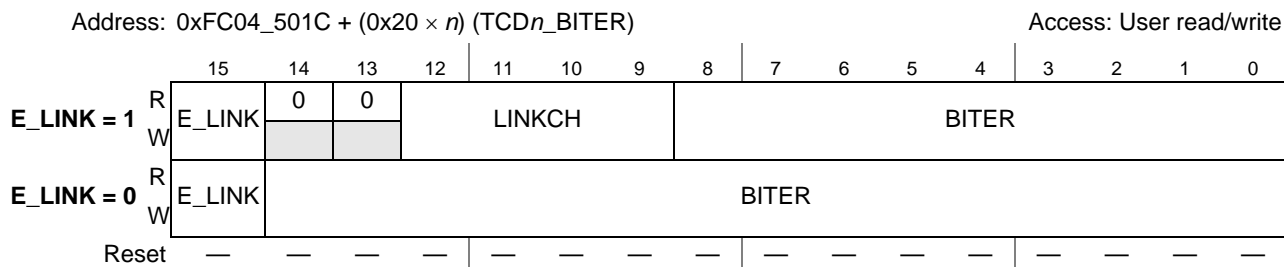 Address: 0xFC04_501C + (0x20 × n) (TCDn_BITER) Access: User read/write
15 14 13 12 11 10 9 8 7 6 5 4 3 2 1 0
E_LINK = 1 R W E_LINK 0 0 LINKCH BITER
E_LINK = 0 R W E_LINK BITER
Reset — — — — — — — — — — — — — — — —